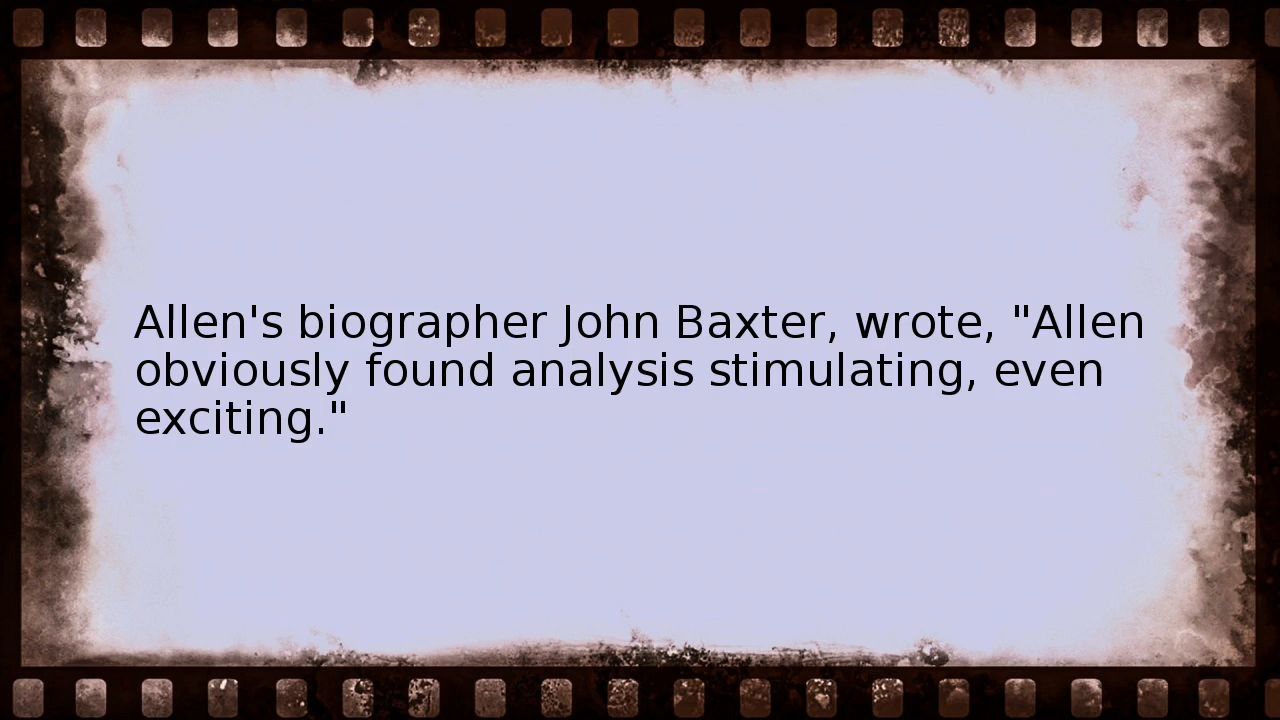 Allen's biographer John Baxter, wrote, "Allen
obviously found analysis stimulating, even
exciting."